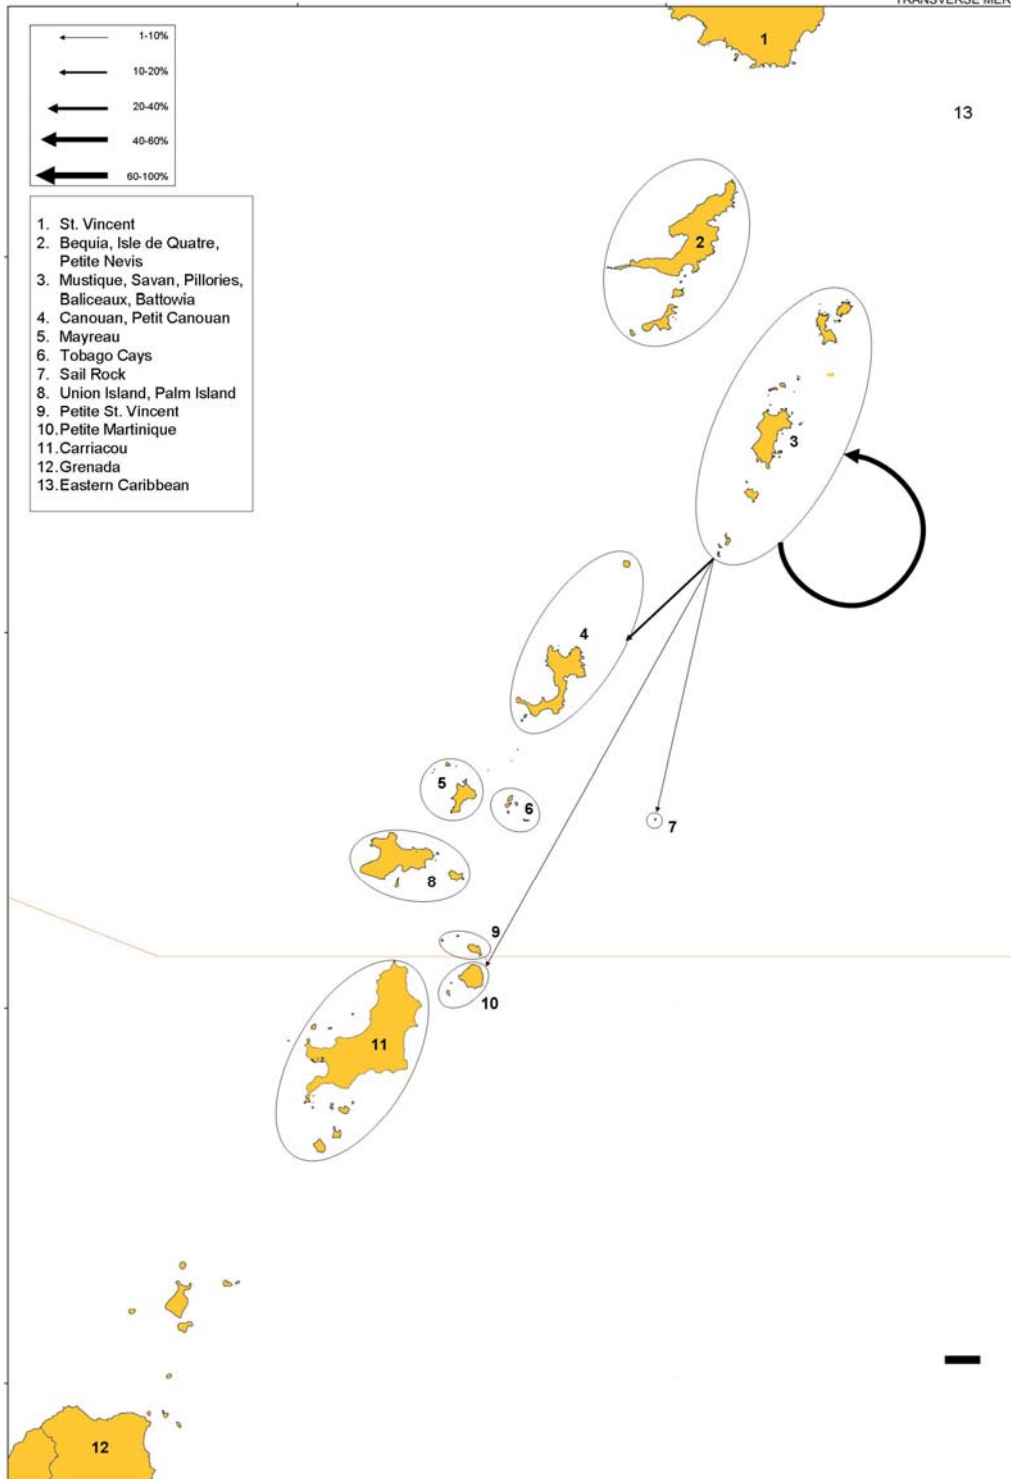 1-10%
10-20%
20-40%
40-60%
60-100%
1. St. Vincent
2. Bequia, Isle de Quatre,
Petite Nevis
3. Mustique, Savan, Pillories,
Baliceaux, Battowia
4. Canouan, Petit Canouan
5. Mayreau
6. Tobago Cays
7. Sail Rock
8. Union Island, Palm Island
9. Petite St. Vincent
10. Petite Martinique
11. Carriacou
12. Grenada
13. Eastern Caribbean
1
13
2
3
4
5
6
7
8
9
10
11
12